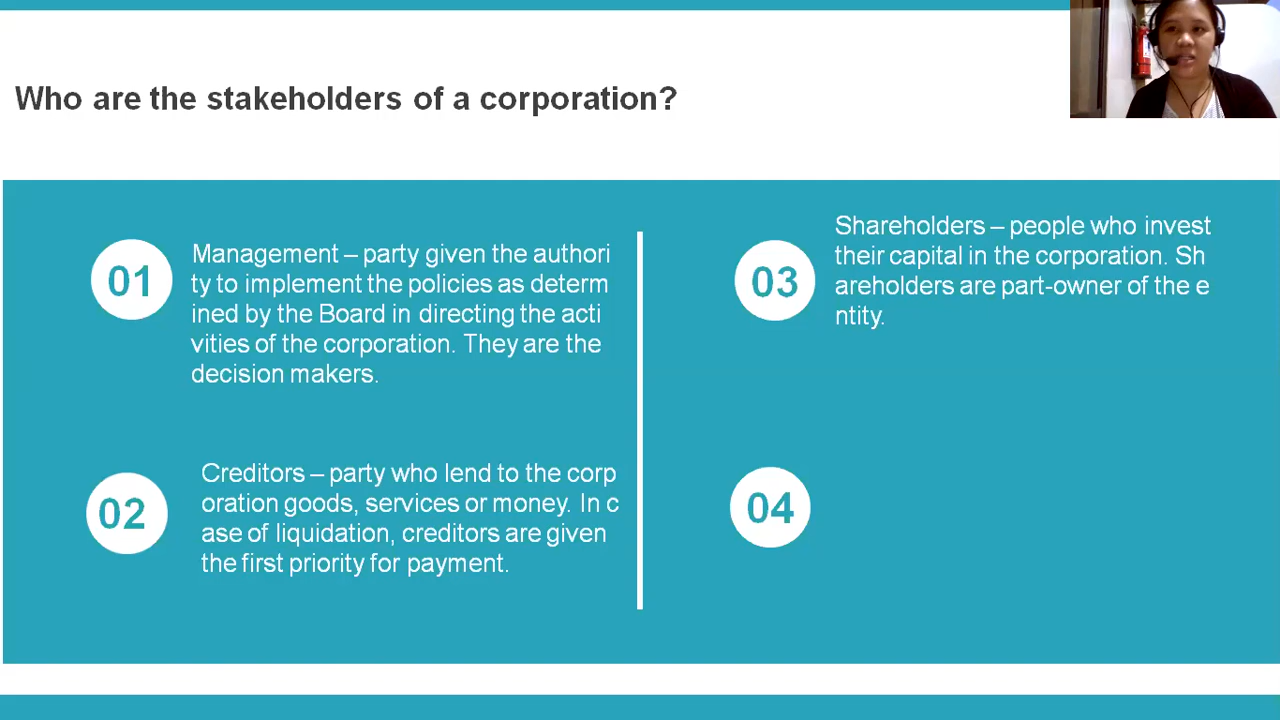 Who are the stakeholders of a corporation?
01
Management – party given the authori
ty to implement the policies as determ
ined by the Board in directing the acti
vities of the corporation. They are the
decision makers.
02
Creditors – party who lend to the corp
oration goods, services or money. In c
ase of liquidation, creditors are given
the first priority for payment.
03
Shareholders – people who invest
their capital in the corporation. Sh
areholders are part-owner of the e
ntity.
04